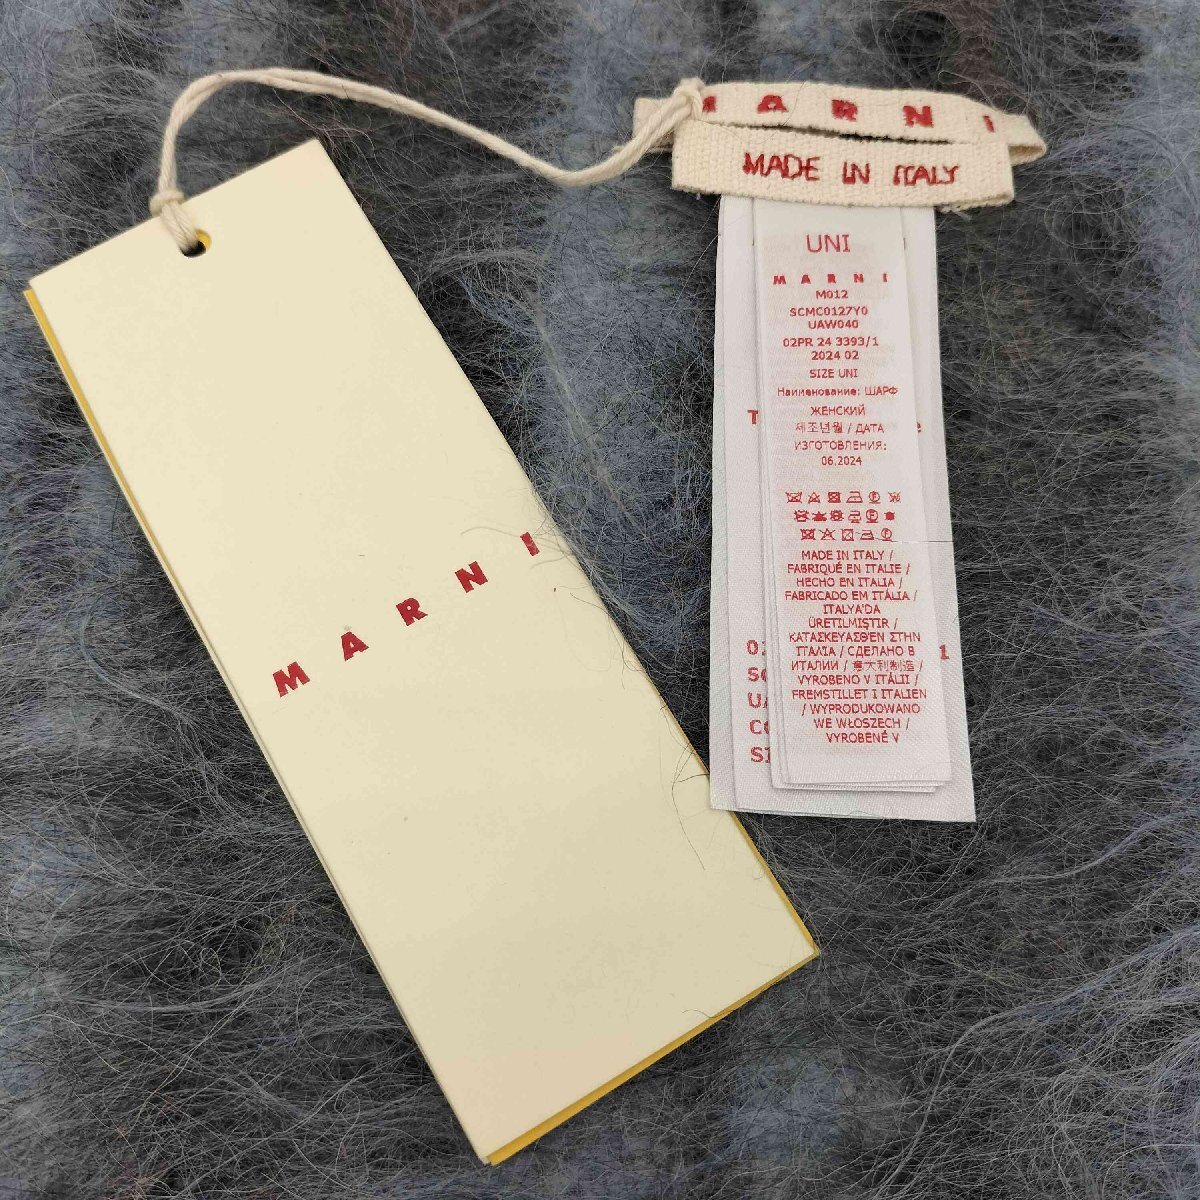 MARNI
MARNI
MADE IN ITALY
UNI
MARNI
M012
SCMC0127Y0
UAW040
02PR 24 3393/1
2024 02
SIZE UNI
Наименование: ШАРФ
ЖЕНСКИЙ
제조년월 / ДАТА
ИЗГОТОВЛЕНИЯ:
06.2024
MADE IN ITALY /
FABRIQUÉ EN ITALIE /
HECHO EN ITALIA /
FABRICADO EM ITÁLIA /
ITALYA'DA
ÜRETILMIŞTIR /
ΚΑΤΑΣΚΕΥΑΣΘΕΝ ΣΤΗΝ
ΙΤΑΛΙΑ / СДЕЛАНО В
ИТАЛИИ / 意大利制造 /
VYROBENO V ITÁLII /
FREMSTILLET I ITALIEN
/ WYPRODUKOWANO
WE WŁOSZECH /
VYROBENÉ V